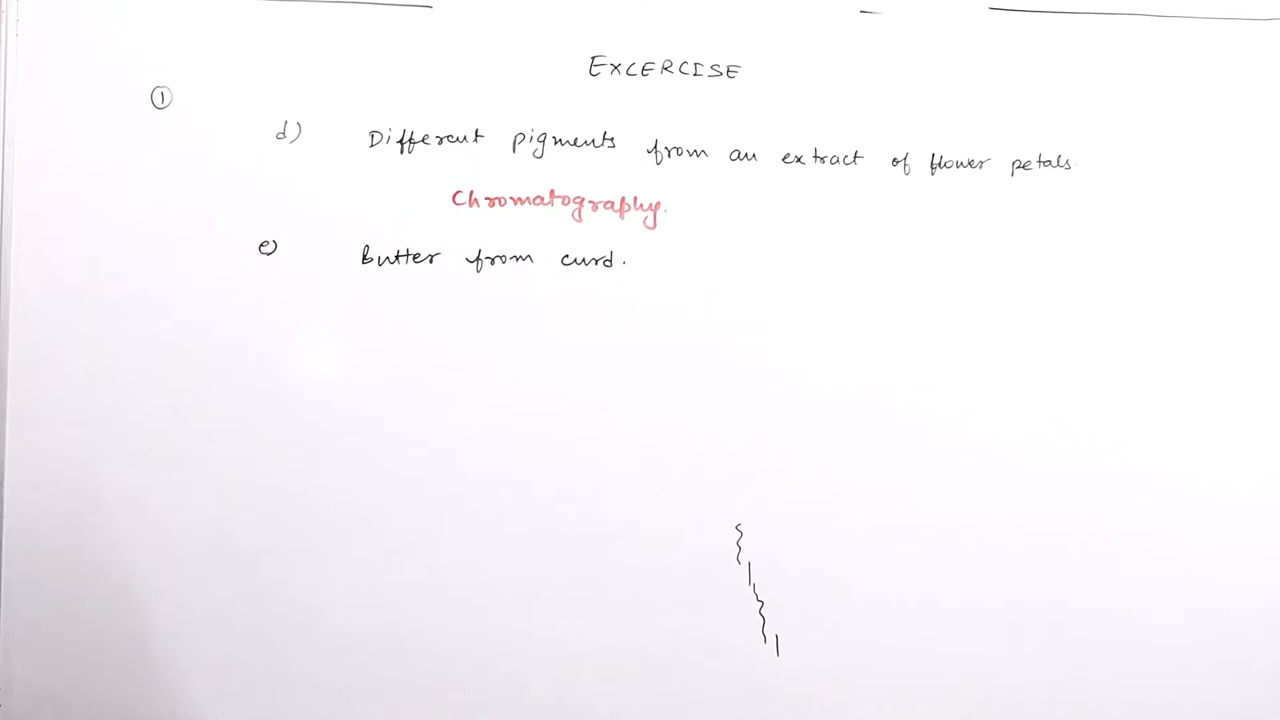 EXCERCISE
①
d) Different pigments from an extract of flower petals.
Chromatography.
e) Butter from curd.